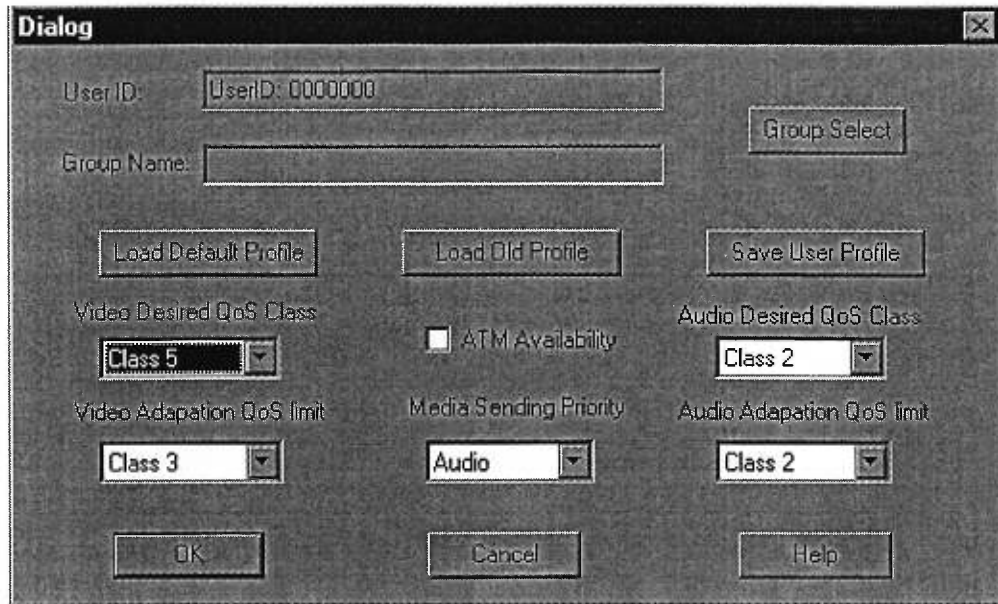 Dialog
User ID: UserID: 0000000
Group Name:
Group Select
Load Default Profile Load Old Profile Save User Profile
Video Desired QoS Class
ATM Availability
Audio Desired QoS Class
Class 5
Class 2
Video Adapation QoS limit Media Sending Priority Audio Adapation QoS limit
Class 3 Audio Class 2
OK Cancel Help